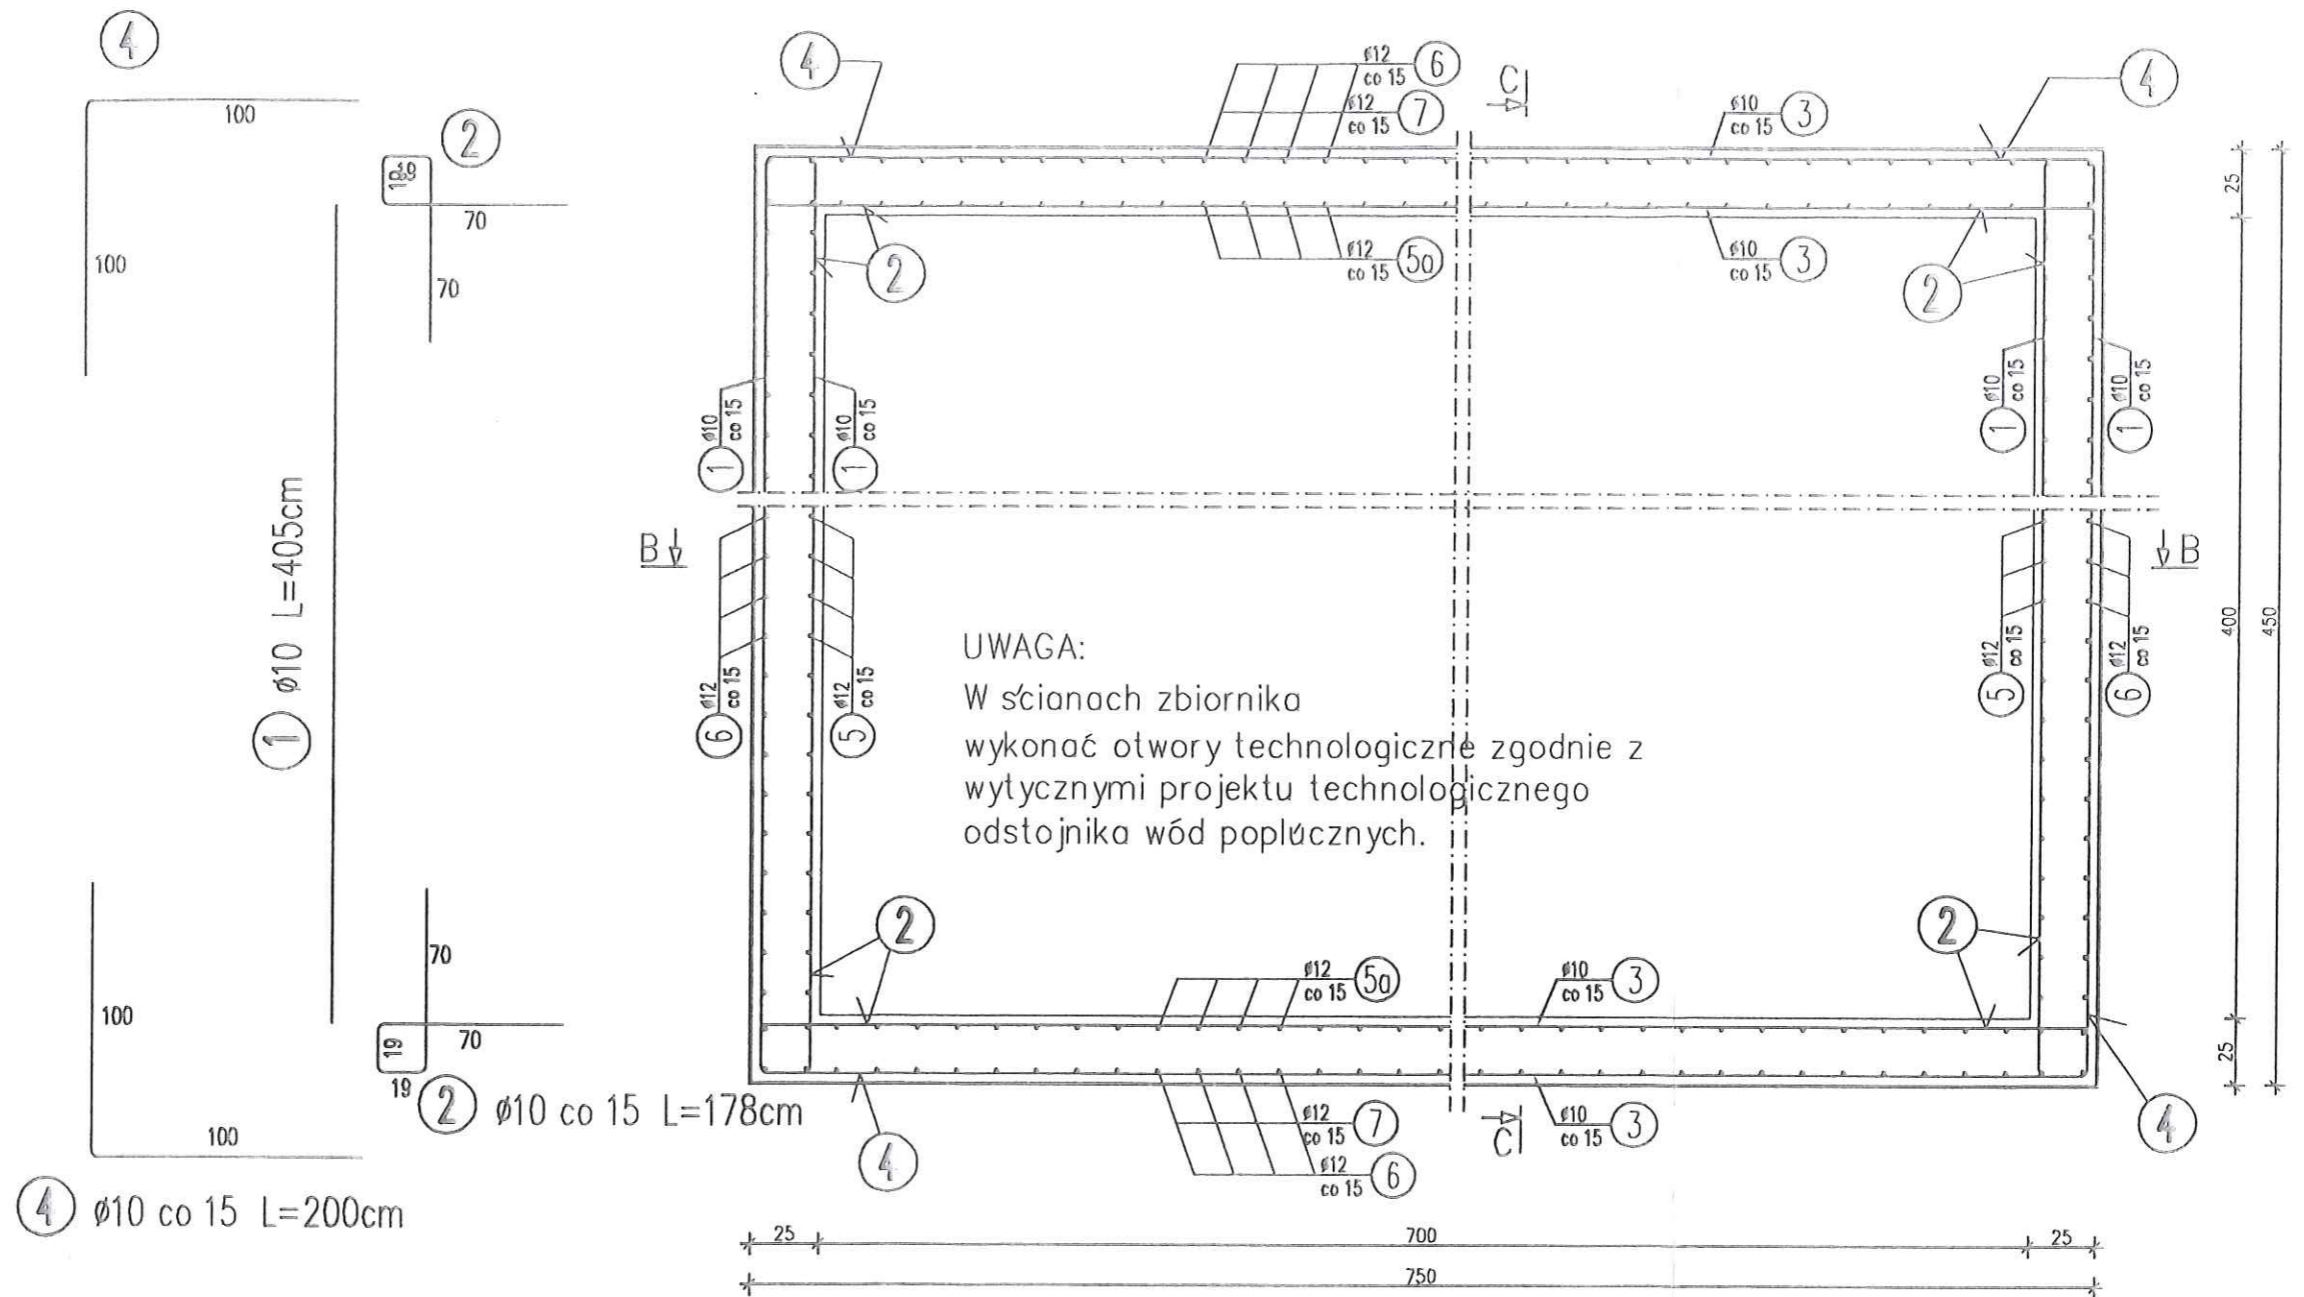 4
100
100
2
19
19
70
70
1 ø10 L=405cm
70
70
19
19
2 ø10 co 15 L=178cm
100
100
4 ø10 co 15 L=200cm
4
ø12
co 15
6
ø12
co 15
7
C
ø10
co 15
3
4
2
ø12
co 15
5a
ø10
co 15
3
2
ø10
co 15
1
ø10
co 15
1
ø10
co 15
1
ø10
co 15
1
B
B
ø12
co 15
6
ø12
co 15
5
ø12
co 15
5
ø12
co 15
6
UWAGA:
W ścianach zbiornika
wykonać otwory technologiczne zgodnie z
wytycznymi projektu technologicznego
odstojnika wód popłucznych.
2
ø12
co 15
5a
ø10
co 15
3
2
4
ø12
co 15
7
ø12
co 15
6
C
ø10
co 15
3
4
25
400
450
25
25
700
25
750